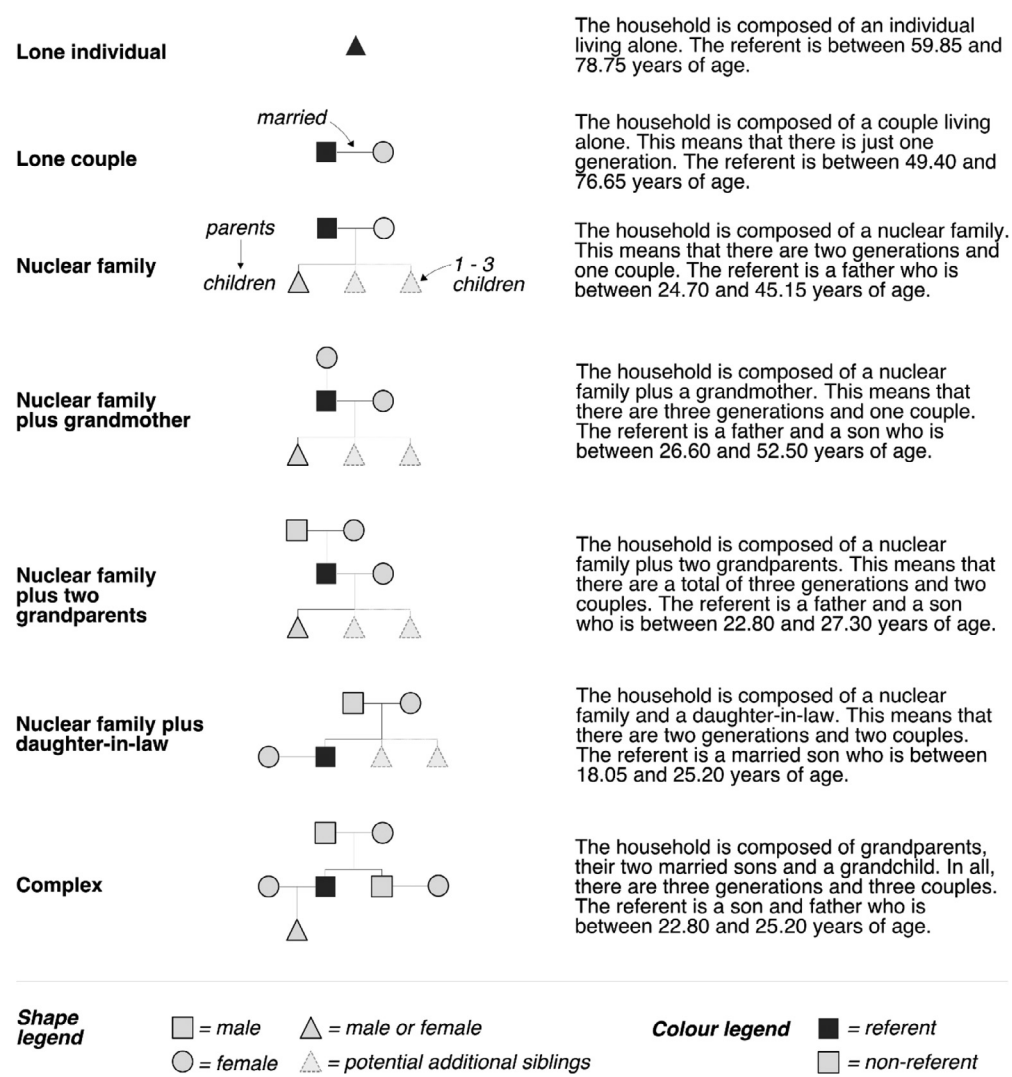 Lone individual
The household is composed of an individual
living alone. The referent is between 59.85 and
78.75 years of age.
married
Lone couple
The household is composed of a couple living
alone. This means that there is just one
generation. The referent is between 49.40 and
76.65 years of age.
parents
children
1 - 3
children
Nuclear family
The household is composed of a nuclear family.
This means that there are two generations and
one couple. The referent is a father who is
between 24.70 and 45.15 years of age.
Nuclear family
plus grandmother
The household is composed of a nuclear
family plus a grandmother. This means that
there are three generations and one couple.
The referent is a father and a son who is
between 26.60 and 52.50 years of age.
Nuclear family
plus two
grandparents
The household is composed of a nuclear
family plus two grandparents. This means that
there are a total of three generations and two
couples. The referent is a father and a son
who is between 22.80 and 27.30 years of age.
Nuclear family plus
daughter-in-law
The household is composed of a nuclear
family and a daughter-in-law. This means that
there are two generations and two couples.
The referent is a married son who is between
18.05 and 25.20 years of age.
Complex
The household is composed of grandparents,
their two married sons and a grandchild. In all,
there are three generations and three couples.
The referent is a son and father who is
between 22.80 and 25.20 years of age.
Shape
legend
= male
= male or female
= female
= potential additional siblings
Colour legend
= referent
= non-referent